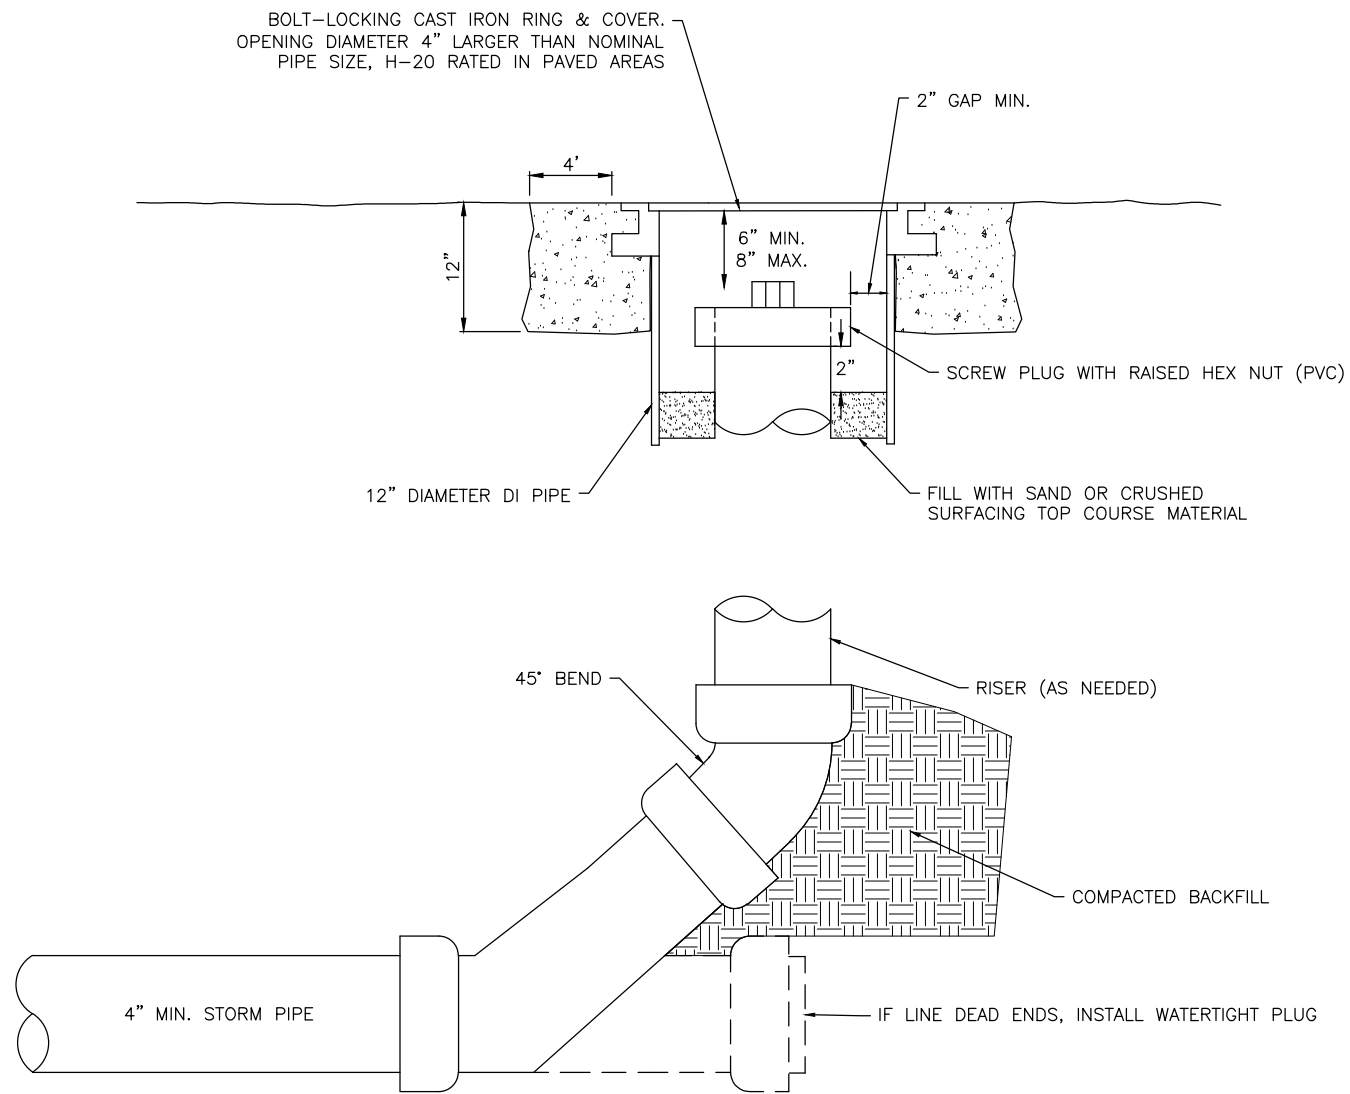 BOLT-LOCKING CAST IRON RING & COVER.
OPENING DIAMETER 4" LARGER THAN NOMINAL
PIPE SIZE, H-20 RATED IN PAVED AREAS
2" GAP MIN.
4'
12"
6" MIN.
8" MAX.
2"
SCREW PLUG WITH RAISED HEX NUT (PVC)
12" DIAMETER DI PIPE
FILL WITH SAND OR CRUSHED
SURFACING TOP COURSE MATERIAL
45° BEND
RISER (AS NEEDED)
COMPACTED BACKFILL
4" MIN. STORM PIPE
IF LINE DEAD ENDS, INSTALL WATERTIGHT PLUG